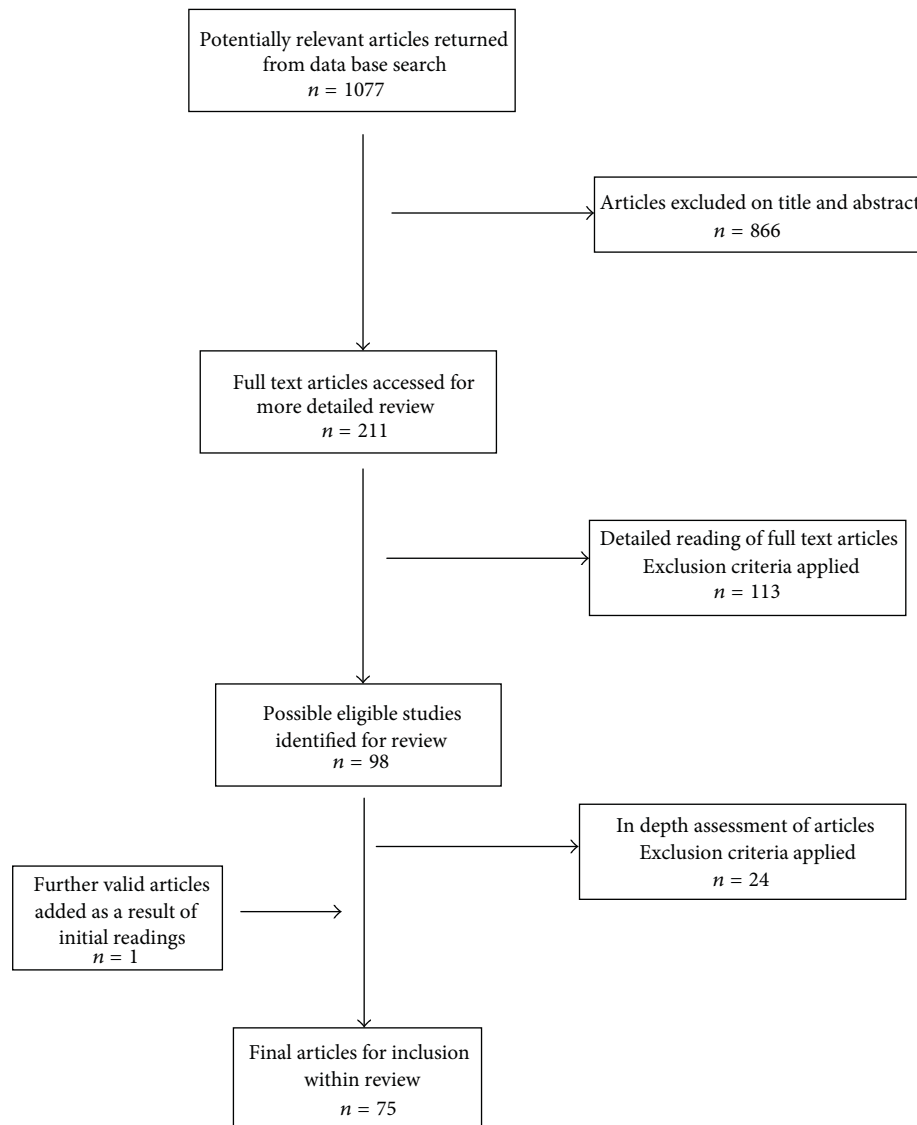 Potentially relevant articles returned
from data base search
n = 1077
Articles excluded on title and abstract
n = 866
Full text articles accessed for
more detailed review
n = 211
Detailed reading of full text articles
Exclusion criteria applied
n = 113
Possible eligible studies
identified for review
n = 98
In depth assessment of articles
Exclusion criteria applied
n = 24
Further valid articles
added as a result of
initial readings
n = 1
Final articles for inclusion
within review
n = 75